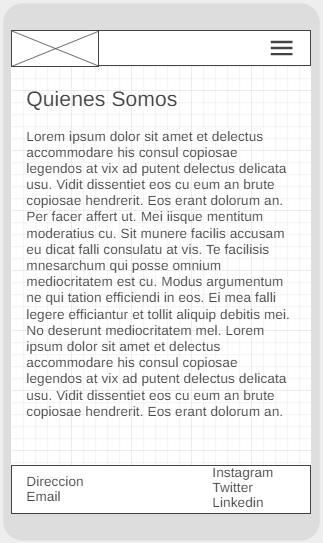 Quienes Somos
Lorem ipsum dolor sit amet et delectus
accommodare his consul copiosae
legendos at vix ad putent delectus delicata
usu. Vidit dissentiet eos cu eum an brute
copiosae hendrerit. Eos erant dolorum an.
Per facer affert ut. Mei iisque mentitum
moderatius cu. Sit munere facilis accusam
eu dicat falli consulatu at vis. Te facilisis
mnesarchum qui posse omnium
mediocritatem est cu. Modus argumentum
ne qui tation efficiendi in eos. Ei mea falli
legere efficiantur et tollit aliquip debitis mei.
No deserunt mediocritatem mel. Lorem
ipsum dolor sit amet et delectus
accommodare his consul copiosae
legendos at vix ad putent delectus delicata
usu. Vidit dissentiet eos cu eum an brute
copiosae hendrerit. Eos erant dolorum an.
Direccion
Email
Instagram
Twitter
Linkedin